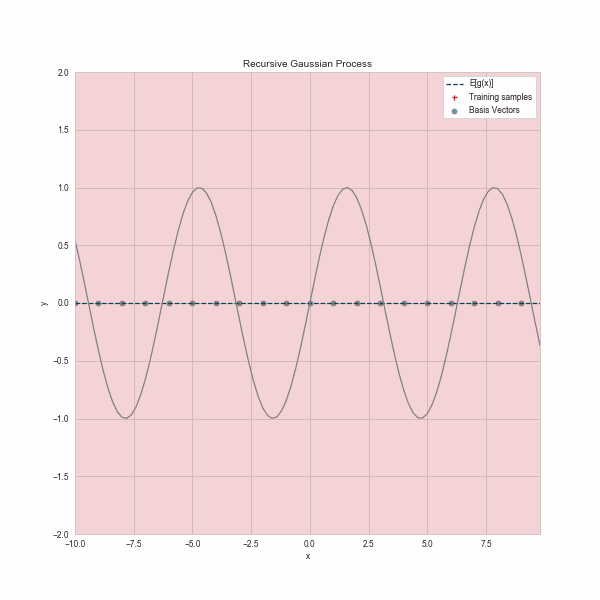 Recursive Gaussian Process
E[g(x)]
Training samples
Basis Vectors
2.0
1.5
1.0
0.5
0.0
−0.5
−1.0
−1.5
−2.0
y
−10.0 −7.5 −5.0 −2.5 0.0 2.5 5.0 7.5
x